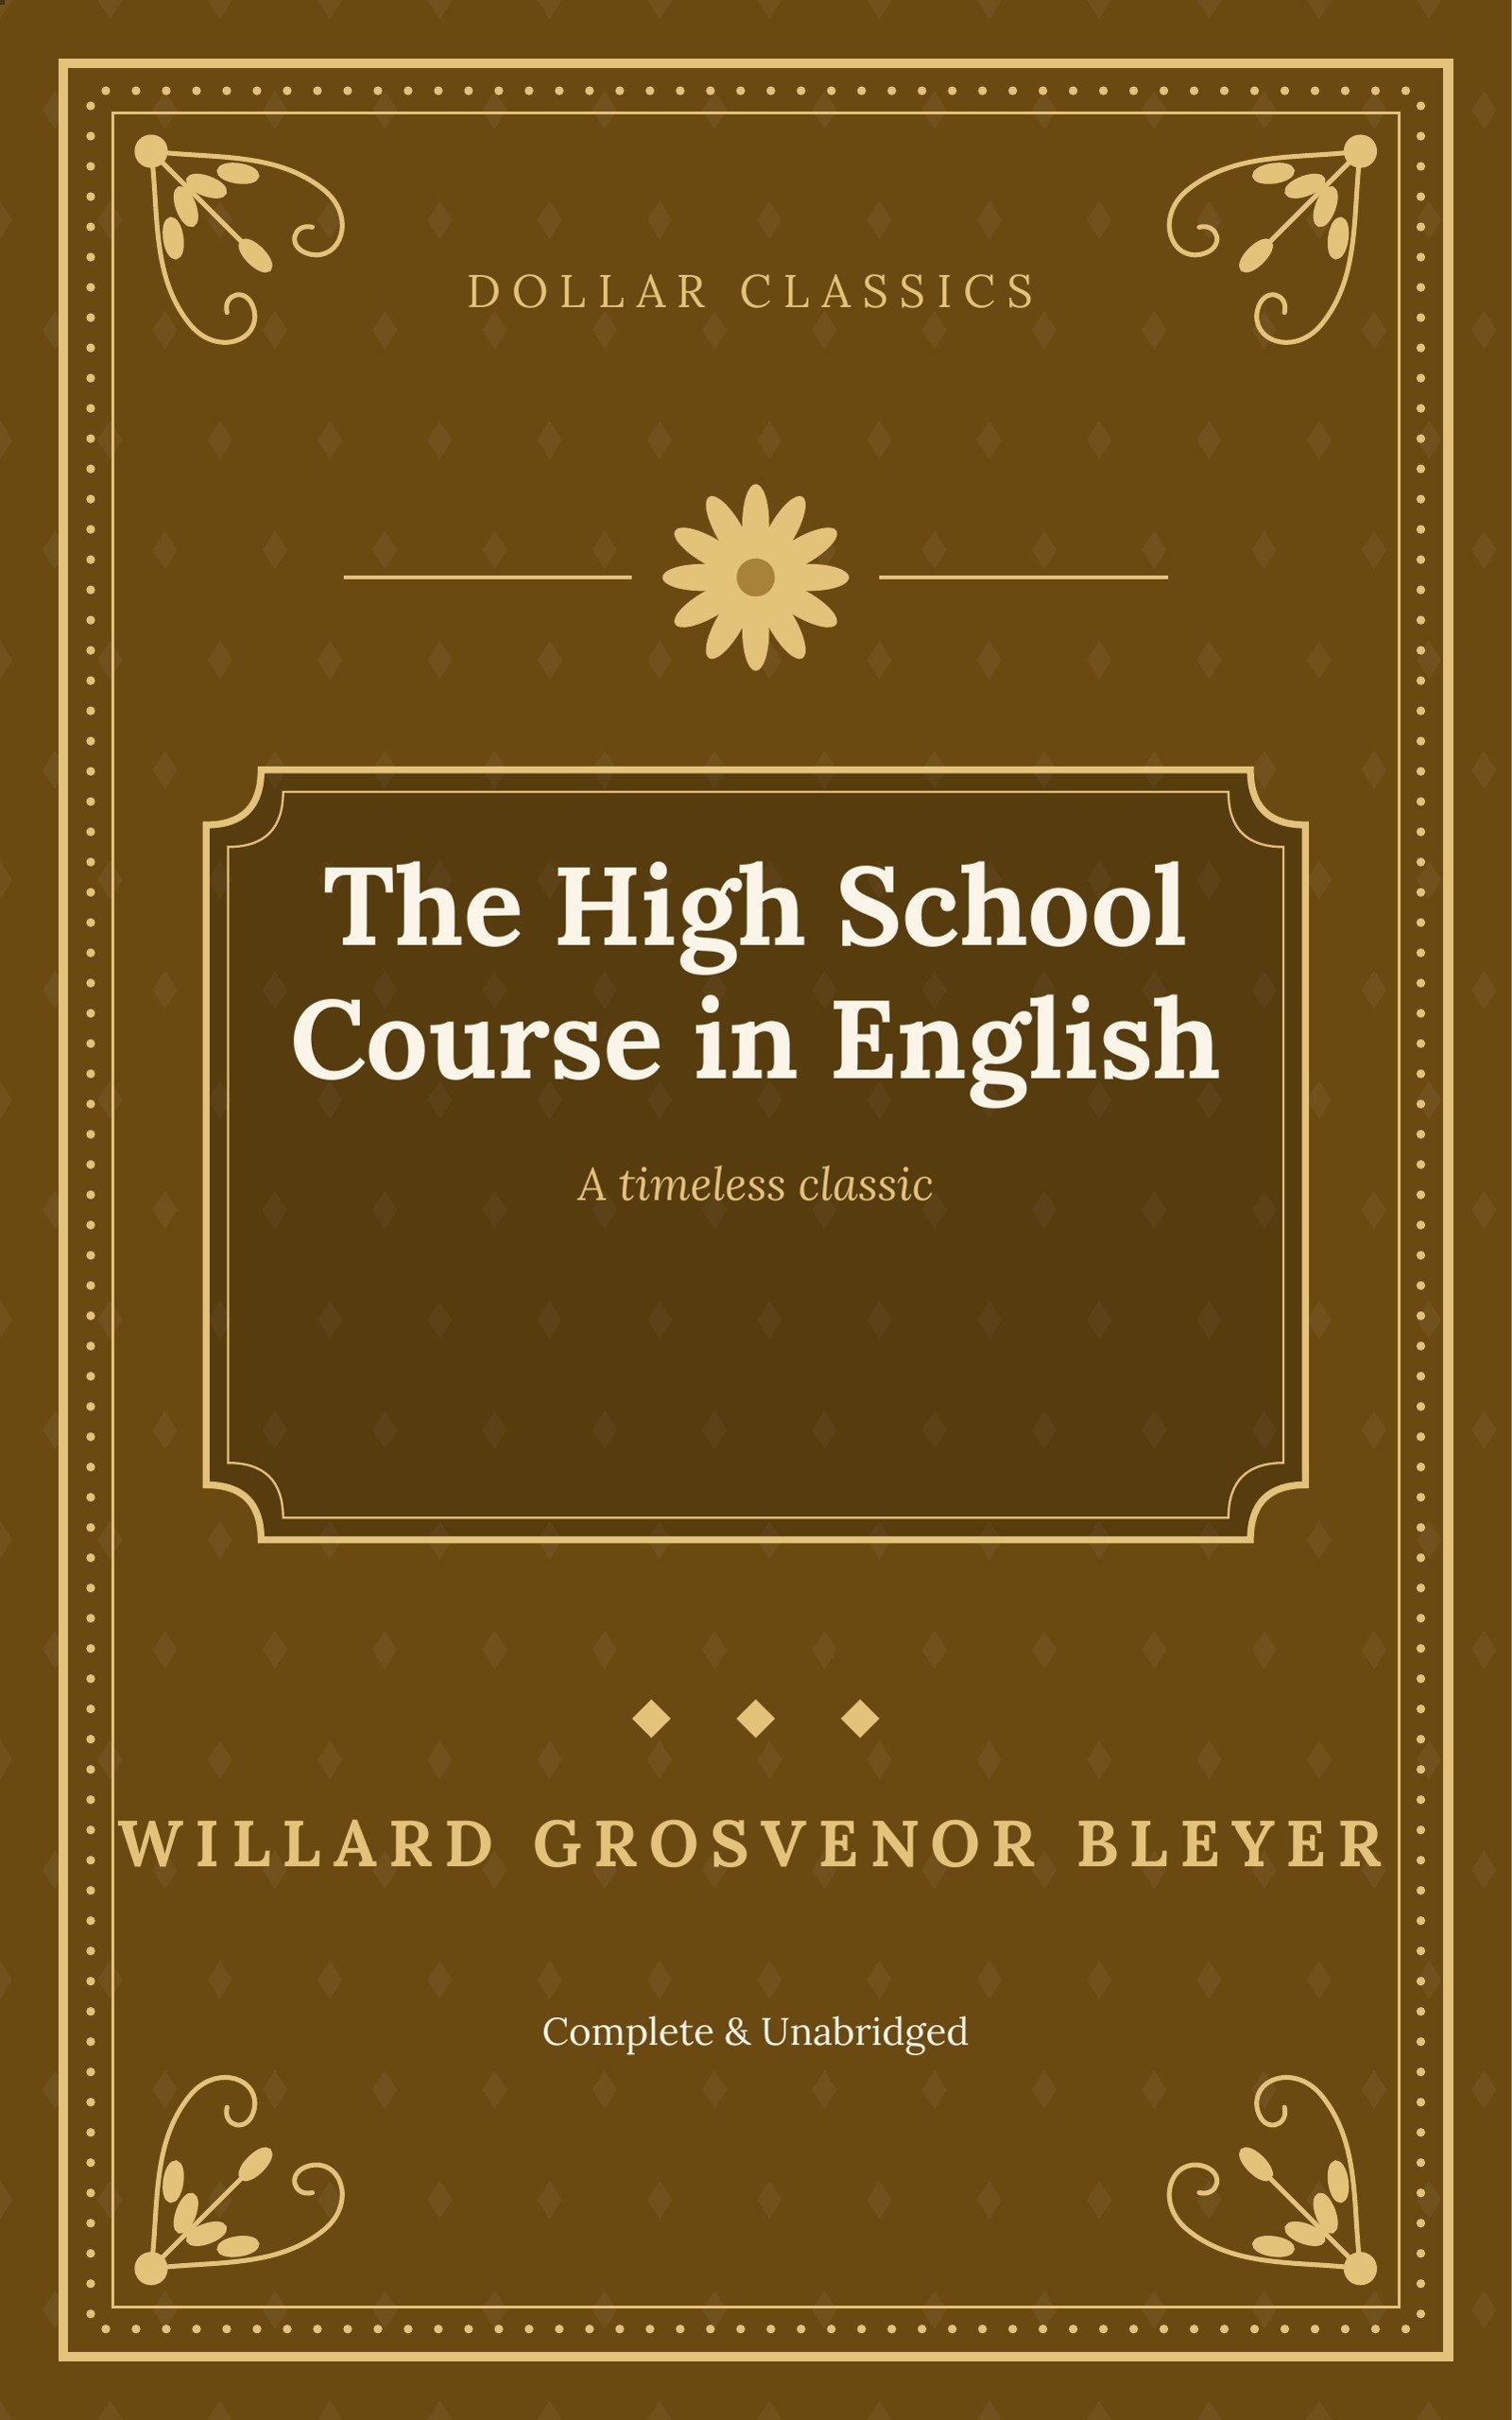 DOLLAR CLASSICS
The High School
Course in English
A timeless classic
WILLARD GROSVENOR BLEYER
Complete & Unabridged